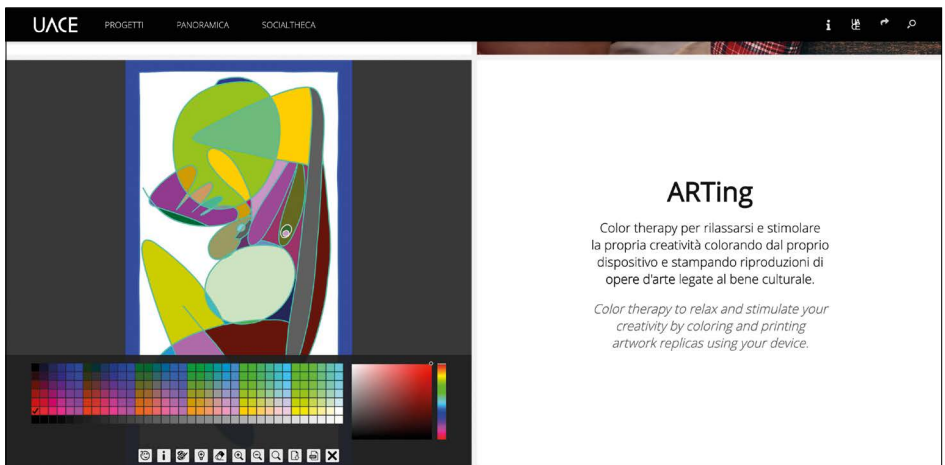 UACE PROGETTI PANORAMICA SOCIALTHECA
ARTing
Color therapy per rilassarsi e stimolare
la propria creatività colorando dal proprio
dispositivo e stampando riproduzioni di
opere d'arte legate al bene culturale.
Color therapy to relax and stimulate your
creativity by coloring and printing
artwork replicas using your device.